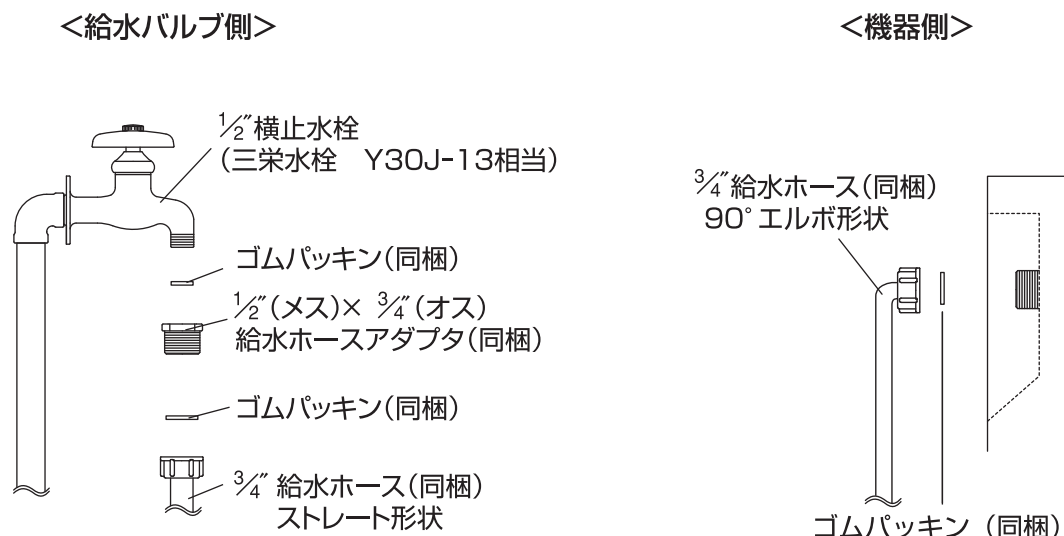 ＜給水バルブ側＞
1/2″横止水栓
（三栄水栓　Y30J-13相当）
ゴムパッキン（同梱）
1/2″（メス）× 3/4″（オス）
給水ホースアダプタ（同梱）
ゴムパッキン（同梱）
3/4″ 給水ホース（同梱）
ストレート形状
＜機器側＞
3/4″給水ホース（同梱）
90°エルボ形状
ゴムパッキン（同梱）